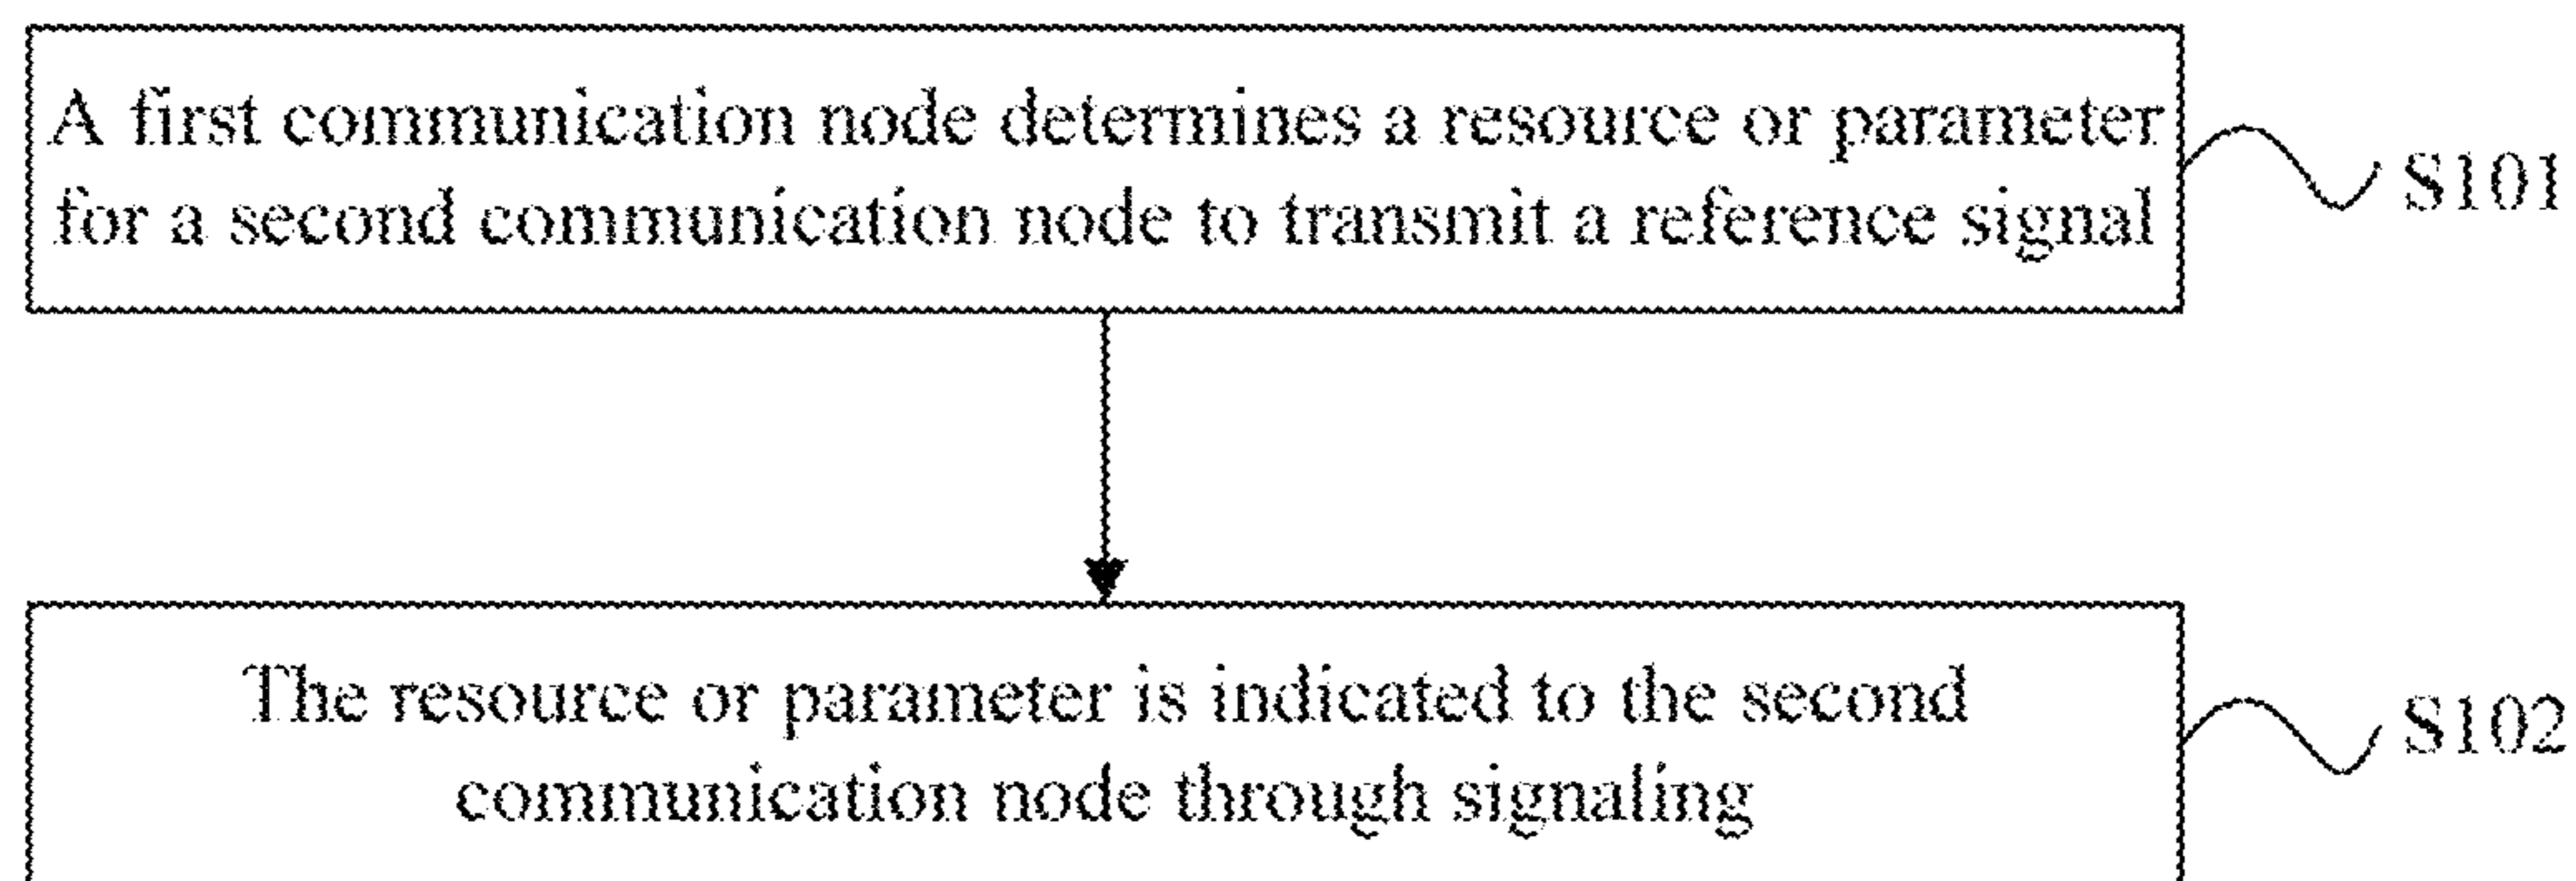 A first communication node determines a resource or parameter
for a second communication node to transmit a reference signal
S101
The resource or parameter is indicated to the second
communication node through signaling
S102